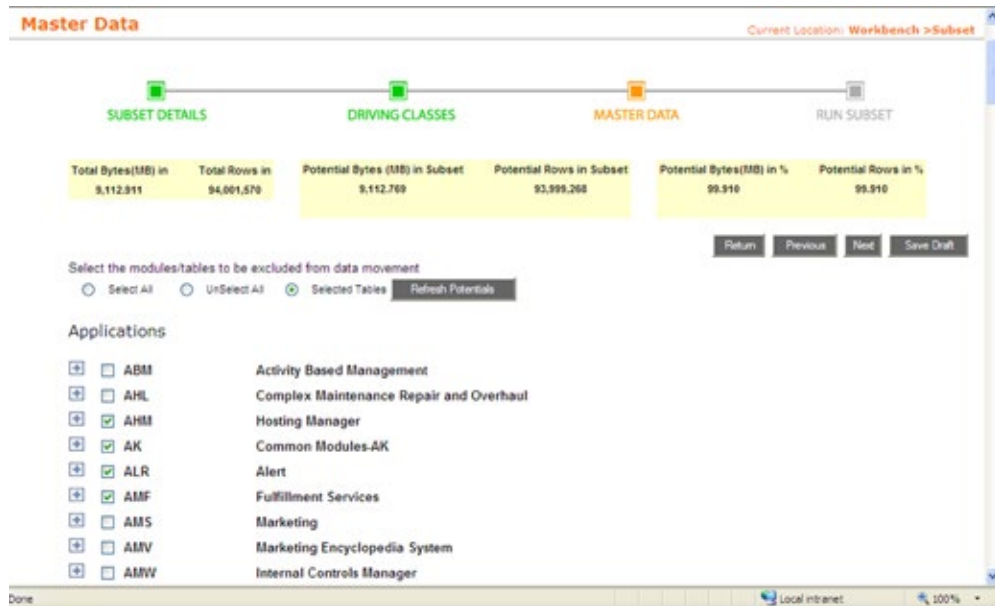 Master Data
Current Location: Workbench >Subset
SUBSET DETAILS DRIVING CLASSES MASTER DATA RUN SUBSET
Total Bytes(MB) in Total Rows in Potential Bytes (MB) in Subset Potential Rows in Subset Potential Bytes(MB) in % Potential Rows in %
9,112.911 94,001,570 9,112.769 93,999,268 99.910 99.910
Return Previous Next Save Draft
Select the modules/tables to be excluded from data movement
Select All UnSelect All Selected Tables Refresh Potentials
Applications
ABM Activity Based Management
AHL Complex Maintenance Repair and Overhaul
AHM Hosting Manager
AK Common Modules-AK
ALR Alert
AMF Fulfillment Services
AMS Marketing
AMV Marketing Encyclopedia System
AMW Internal Controls Manager
Done Local intranet 100%